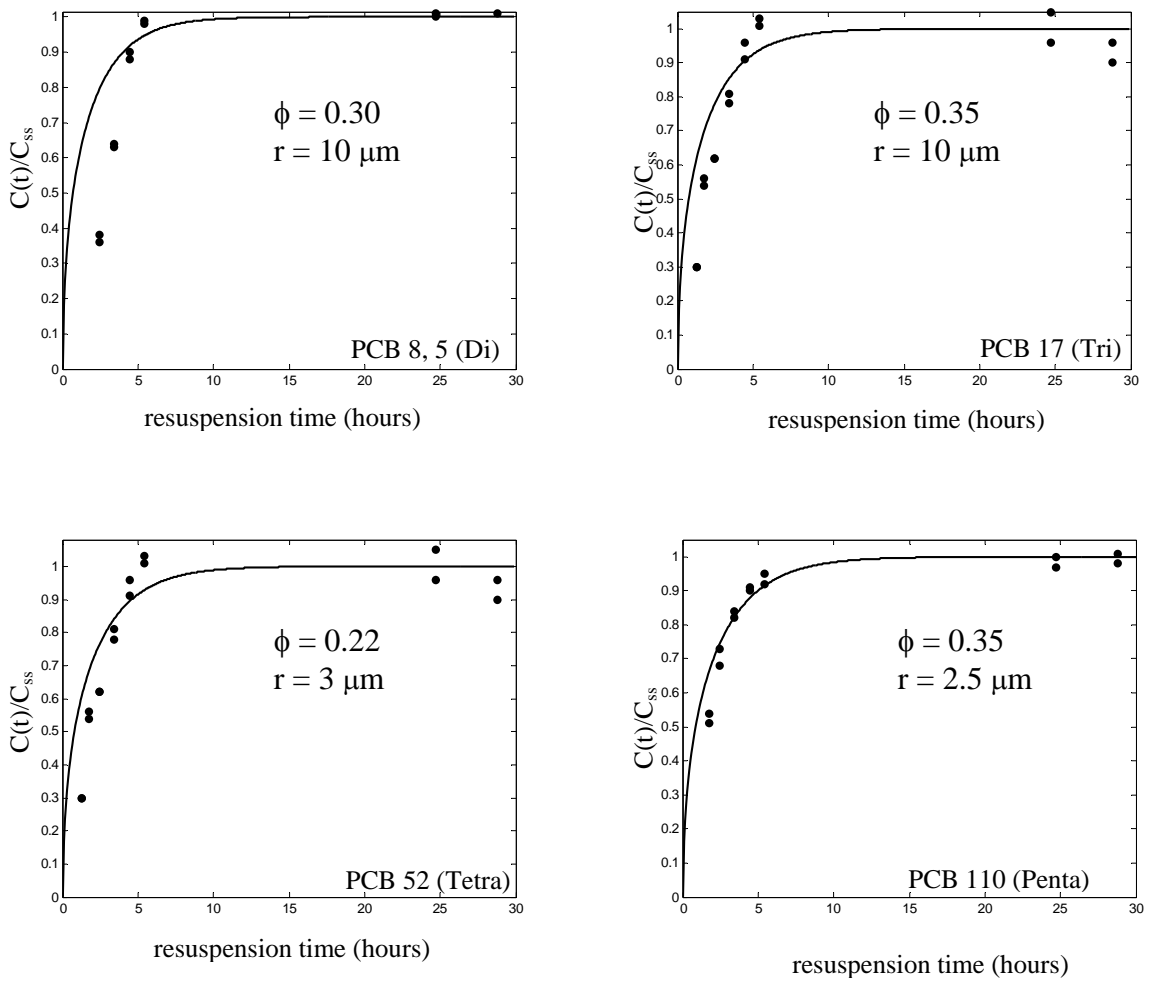 1
0.9
0.8
0.7
0.6
0.5
0.4
0.3
0.2
0.1
0
C(t)/Css
ϕ = 0.30
r = 10 μm
PCB 8, 5 (Di)
0 5 10 15 20 25 30
resuspension time (hours)
1
0.9
0.8
0.7
0.6
0.5
0.4
0.3
0.2
0.1
0
C(t)/Css
ϕ = 0.35
r = 10 μm
PCB 17 (Tri)
0 5 10 15 20 25 30
resuspension time (hours)
1
0.9
0.8
0.7
0.6
0.5
0.4
0.3
0.2
0.1
0
C(t)/Css
ϕ = 0.22
r = 3 μm
PCB 52 (Tetra)
0 5 10 15 20 25 30
resuspension time (hours)
1
0.9
0.8
0.7
0.6
0.5
0.4
0.3
0.2
0.1
0
C(t)/Css
ϕ = 0.35
r = 2.5 μm
PCB 110 (Penta)
0 5 10 15 20 25 30
resuspension time (hours)